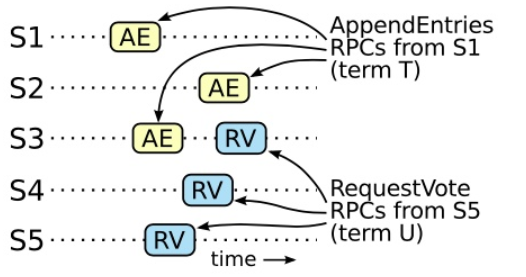 S1 AE AppendEntries
RPCs from S1
S2 AE (term T)
S3 AE RV
S4 RV RequestVote
RPCs from S5
S5 RV (term U)
time